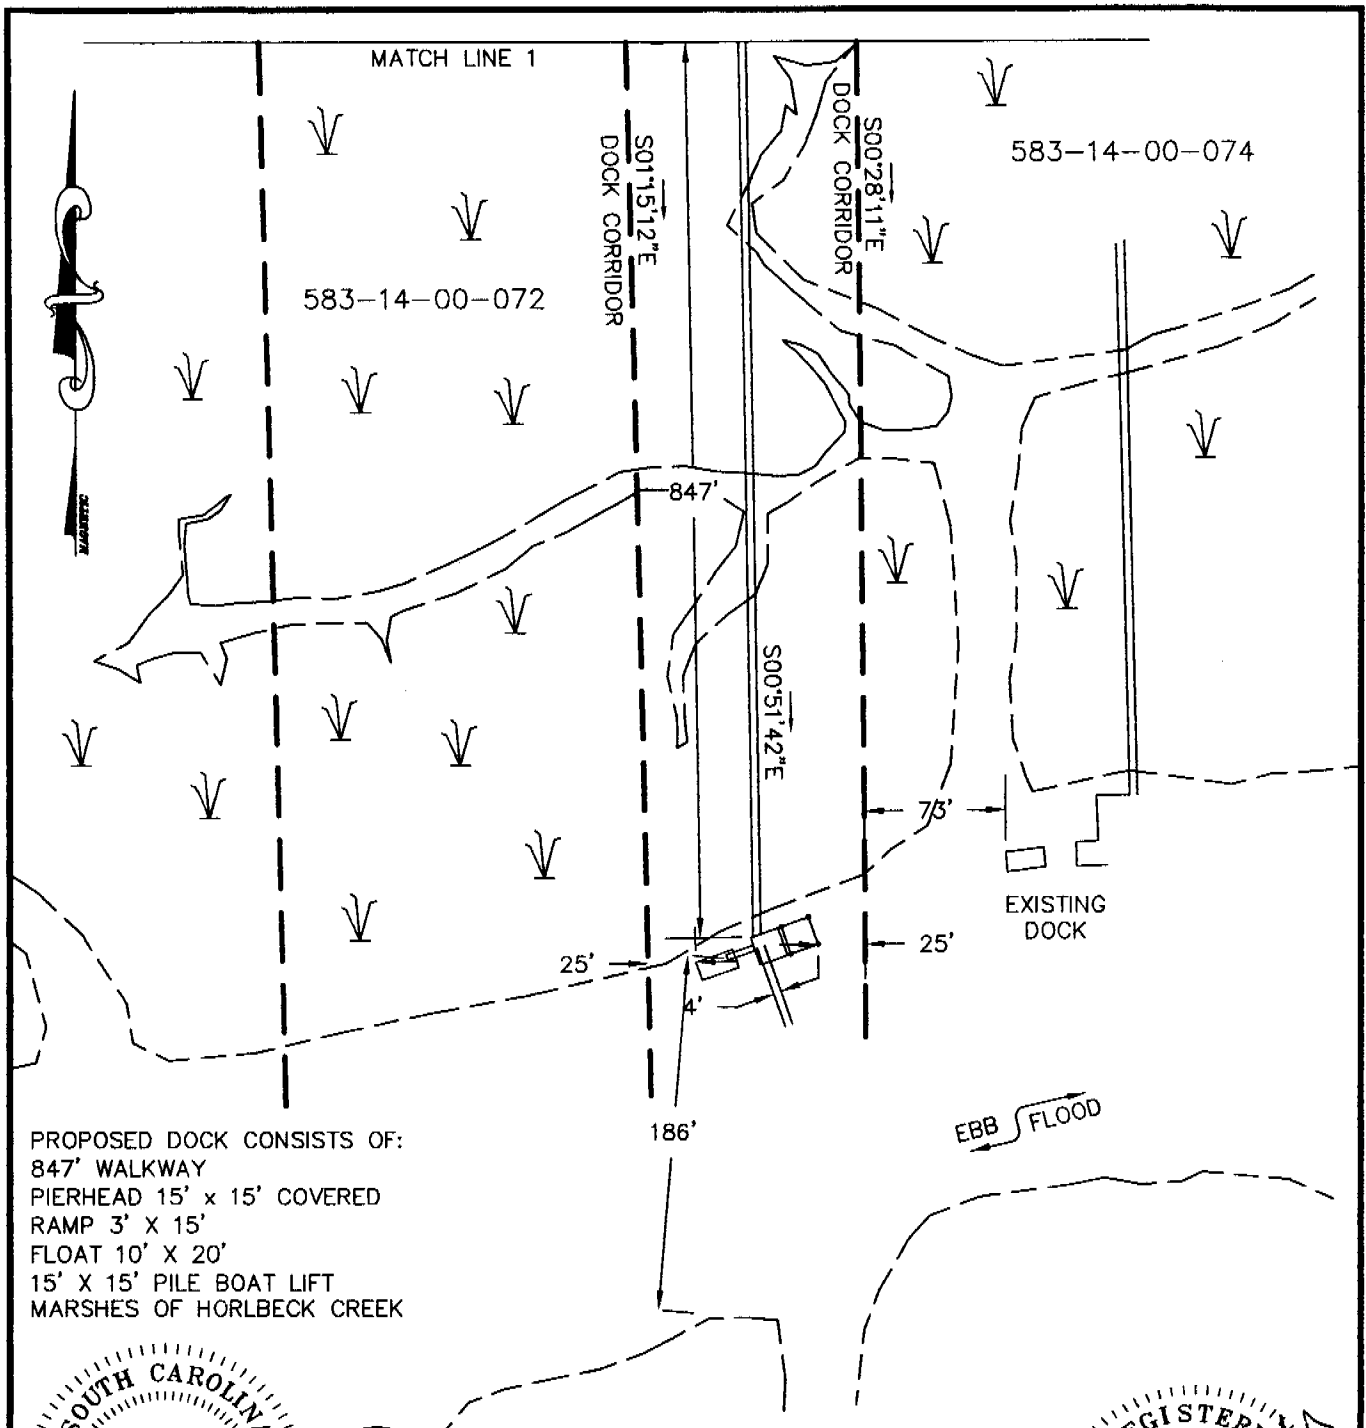 MATCH LINE 1
S01°15'12"E
DOCK CORRIDOR
S00°28'11"E
DOCK CORRIDOR
583-14-00-074
583-14-00-072
MAGNETIC
847'
S00°51'42"E
73'
EXISTING
DOCK
25'
25'
4'
186'
EBB
FLOOD
PROPOSED DOCK CONSISTS OF:
847' WALKWAY
PIERHEAD 15' x 15' COVERED
RAMP 3' X 15'
FLOAT 10' X 20'
15' X 15' PILE BOAT LIFT
MARSHES OF HORLBECK CREEK
SOUTH CAROLIN
EGISTER